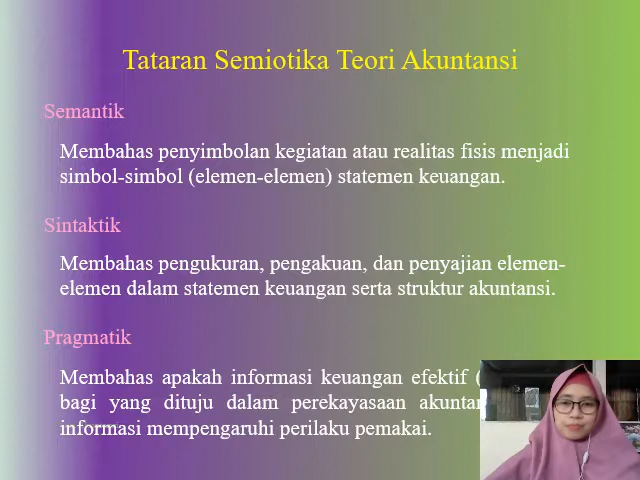 Tataran Semiotika Teori Akuntansi
Semantik
Membahas penyimbolan kegiatan atau realitas fisis menjadi
simbol-simbol (elemen-elemen) statemen keuangan.
Sintaktik
Membahas pengukuran, pengakuan, dan penyajian elemen-
elemen dalam statemen keuangan serta struktur akuntansi.
Pragmatik
Membahas apakah informasi keuangan efektif (
bagi yang dituju dalam perekayasaan
informasi mempengaruhi perilaku pemakai.